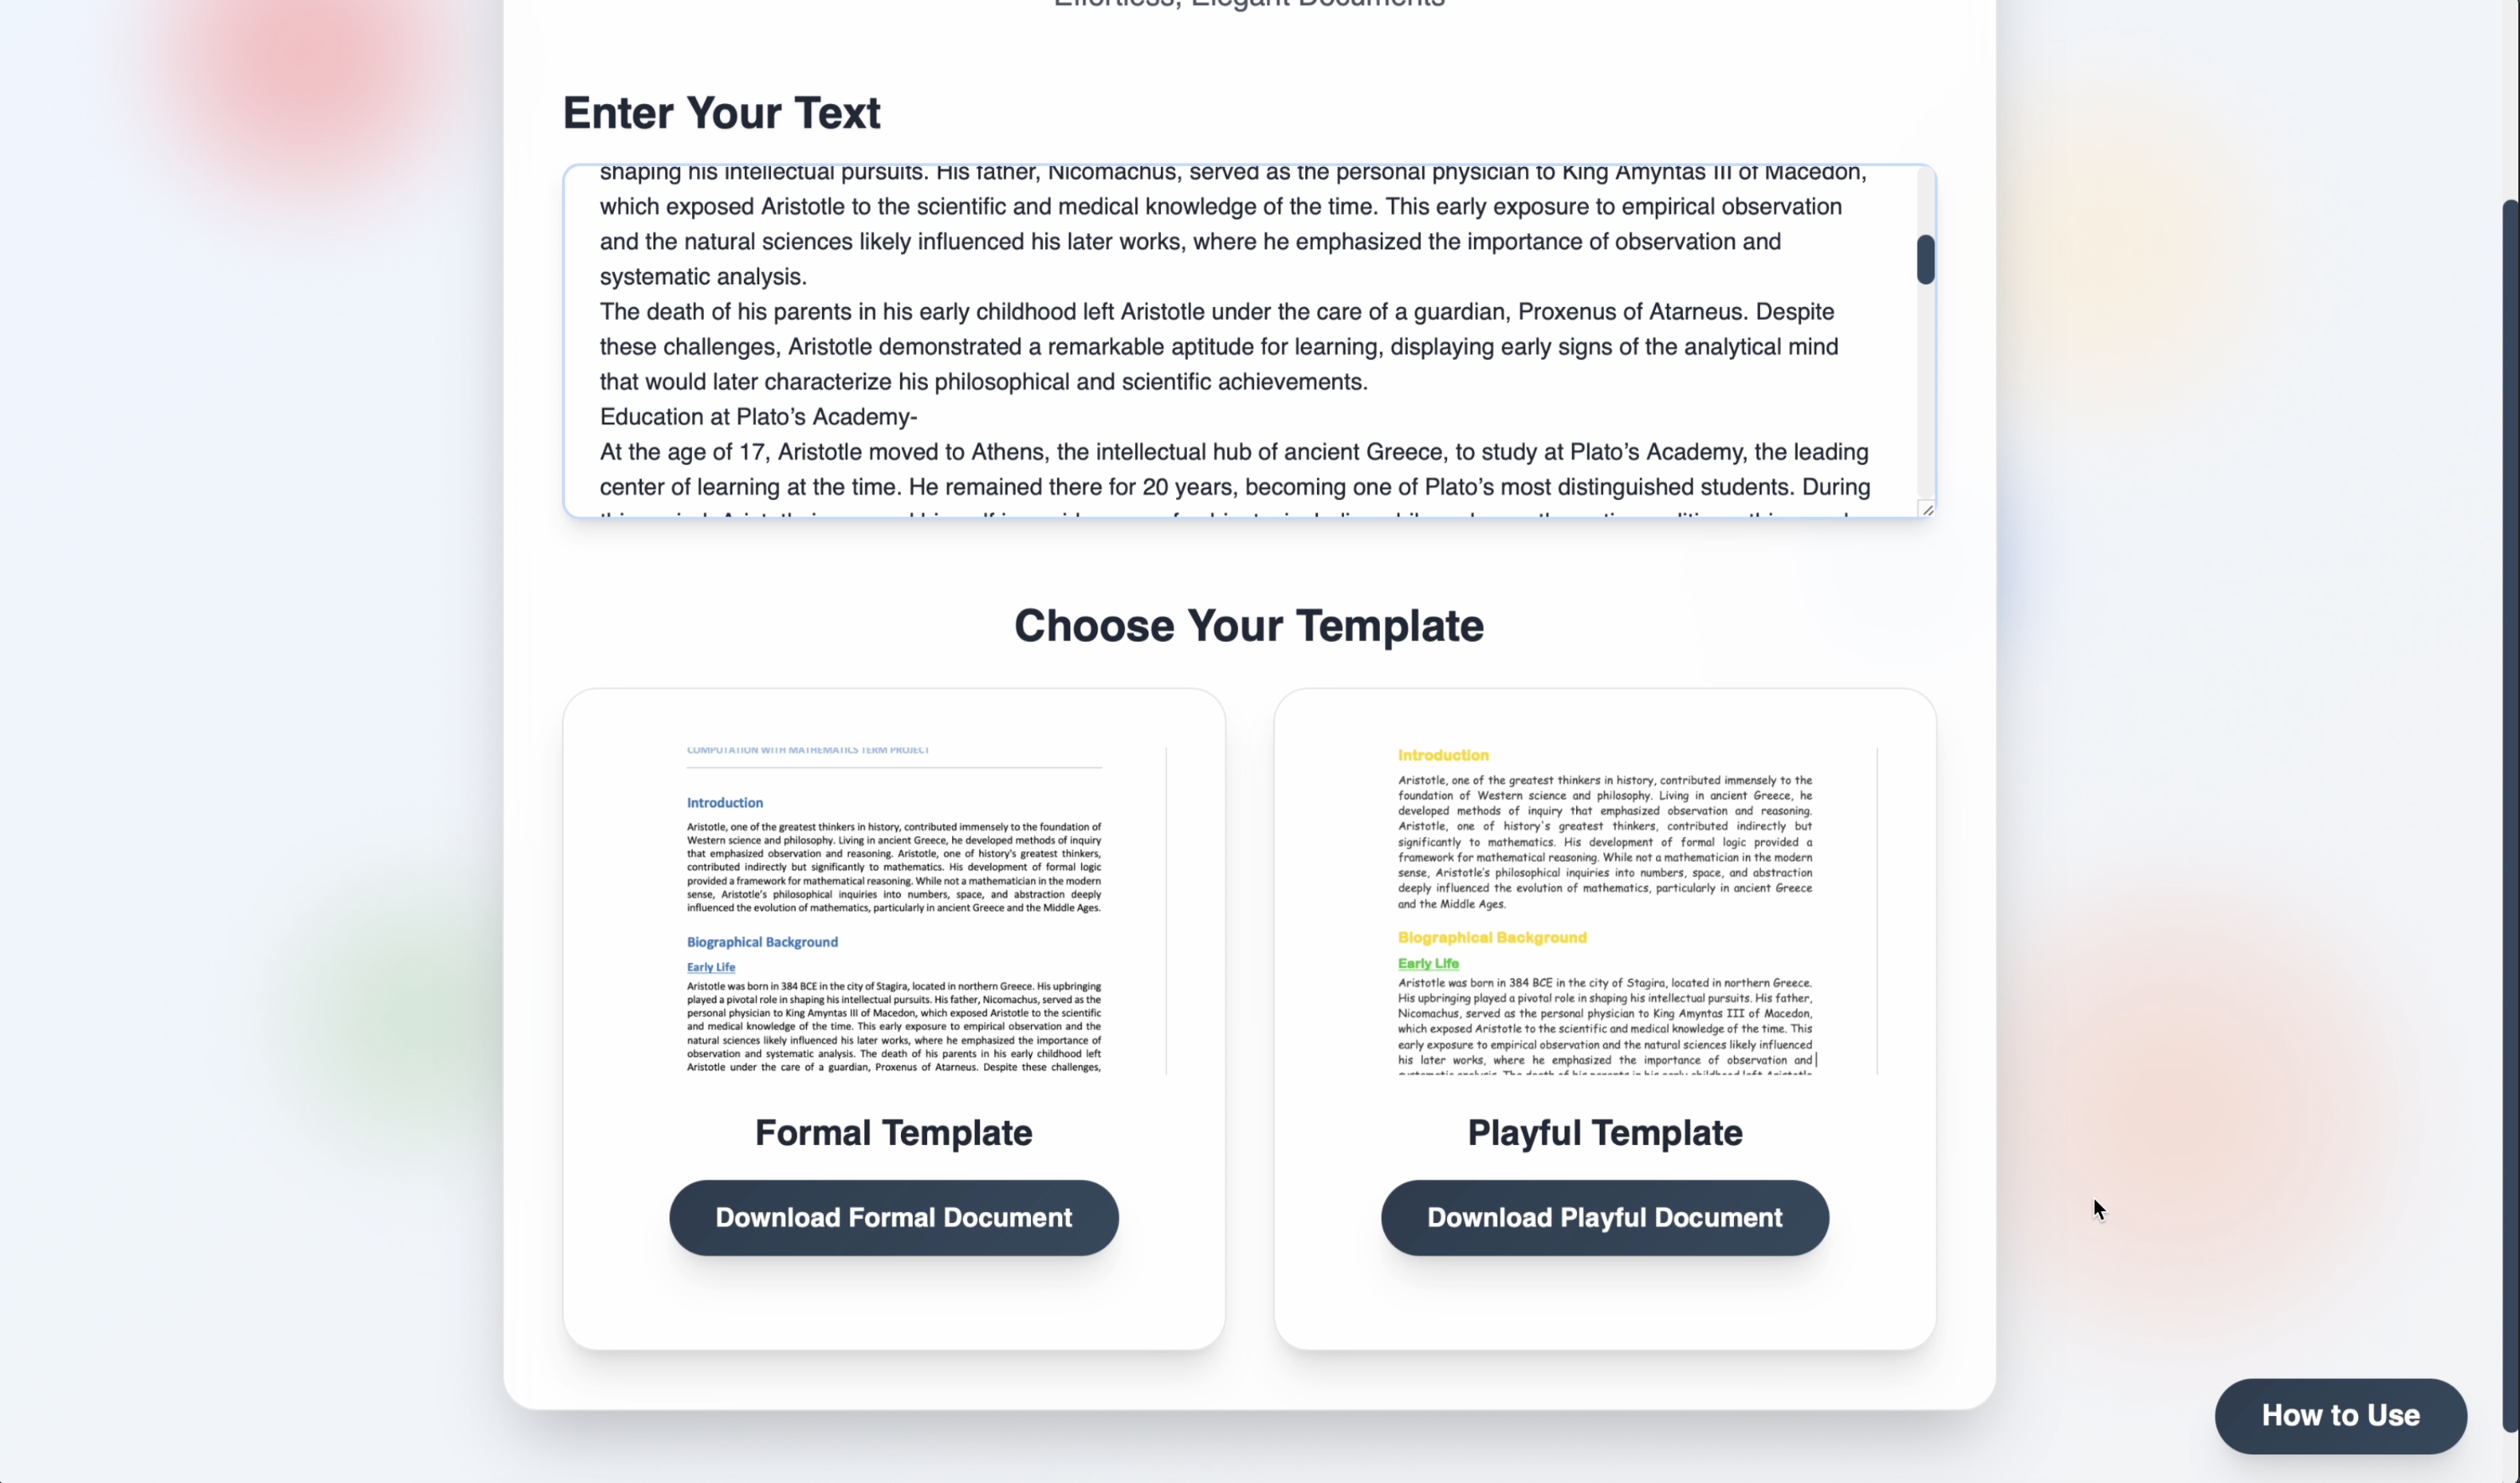 Effortless, Elegant Documents
Enter Your Text
shaping his intellectual pursuits. His father, Nicomachus, served as the personal physician to King Amyntas III of Macedon,
which exposed Aristotle to the scientific and medical knowledge of the time. This early exposure to empirical observation
and the natural sciences likely influenced his later works, where he emphasized the importance of observation and
systematic analysis.
The death of his parents in his early childhood left Aristotle under the care of a guardian, Proxenus of Atarneus. Despite
these challenges, Aristotle demonstrated a remarkable aptitude for learning, displaying early signs of the analytical mind
that would later characterize his philosophical and scientific achievements.
Education at Plato’s Academy-
At the age of 17, Aristotle moved to Athens, the intellectual hub of ancient Greece, to study at Plato’s Academy, the leading
center of learning at the time. He remained there for 20 years, becoming one of Plato’s most distinguished students. During
Choose Your Template
COMPUTATION WITH MATHEMATICS TERM PROJECT
Introduction
Aristotle, one of the greatest thinkers in history, contributed immensely to the foundation of
Western science and philosophy. Living in ancient Greece, he developed methods of inquiry
that emphasized observation and reasoning. Aristotle, one of history's greatest thinkers,
contributed indirectly but significantly to mathematics. His development of formal logic
provided a framework for mathematical reasoning. While not a mathematician in the modern
sense, Aristotle's philosophical inquiries into numbers, space, and abstraction deeply
influenced the evolution of mathematics, particularly in ancient Greece and the Middle Ages.
Biographical Background
Early Life
Aristotle was born in 384 BCE in the city of Stagira, located in northern Greece. His upbringing
played a pivotal role in shaping his intellectual pursuits. His father, Nicomachus, served as the
personal physician to King Amyntas III of Macedon, which exposed Aristotle to the scientific
and medical knowledge of the time. This early exposure to empirical observation and the
natural sciences likely influenced his later works, where he emphasized the importance of
observation and systematic analysis. The death of his parents in his early childhood left
Aristotle under the care of a guardian, Proxenus of Atarneus. Despite these challenges,
Formal Template
Download Formal Document
Introduction
Aristotle, one of the greatest thinkers in history, contributed immensely to the
foundation of Western science and philosophy. Living in ancient Greece, he
developed methods of inquiry that emphasized observation and reasoning.
Aristotle, one of history's greatest thinkers, contributed indirectly but
significantly to mathematics. His development of formal logic provided a
framework for mathematical reasoning. While not a mathematician in the modern
sense, Aristotle's philosophical inquiries into numbers, space, and abstraction
deeply influenced the evolution of mathematics, particularly in ancient Greece
and the Middle Ages.
Biographical Background
Early Life
Aristotle was born in 384 BCE in the city of Stagira, located in northern Greece.
His upbringing played a pivotal role in shaping his intellectual pursuits. His father,
Nicomachus, served as the personal physician to King Amyntas III of Macedon,
which exposed Aristotle to the scientific and medical knowledge of the time. This
early exposure to empirical observation and the natural sciences likely influenced
his later works, where he emphasized the importance of observation and
systematic analysis. The death of his parents in his early childhood left Aristotle
Playful Template
Download Playful Document
How to Use